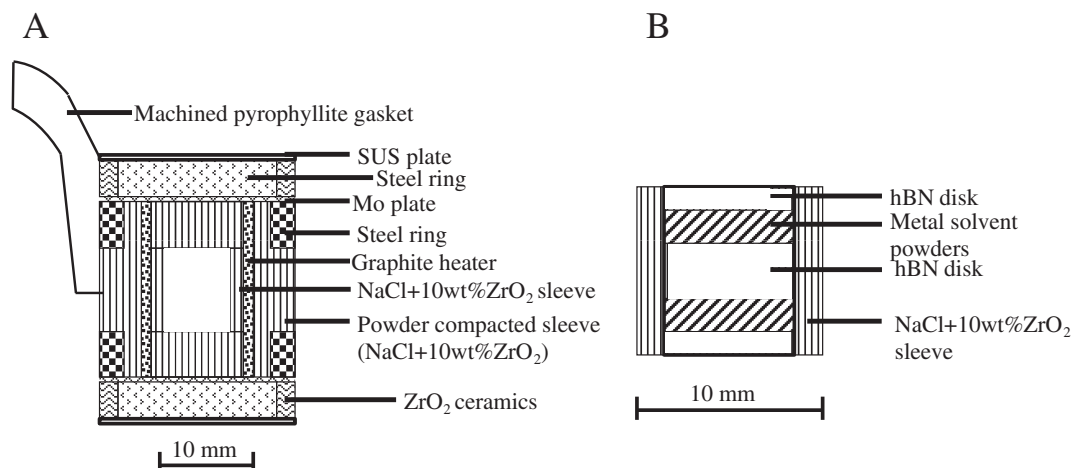 A
Machined pyrophyllite gasket
SUS plate
Steel ring
Mo plate
Steel ring
Graphite heater
NaCl+10wt%ZrO₂ sleeve
Powder compacted sleeve
(NaCl+10wt%ZrO₂)
ZrO₂ ceramics
10 mm
B
hBN disk
Metal solvent
powders
hBN disk
NaCl+10wt%ZrO₂
sleeve
10 mm